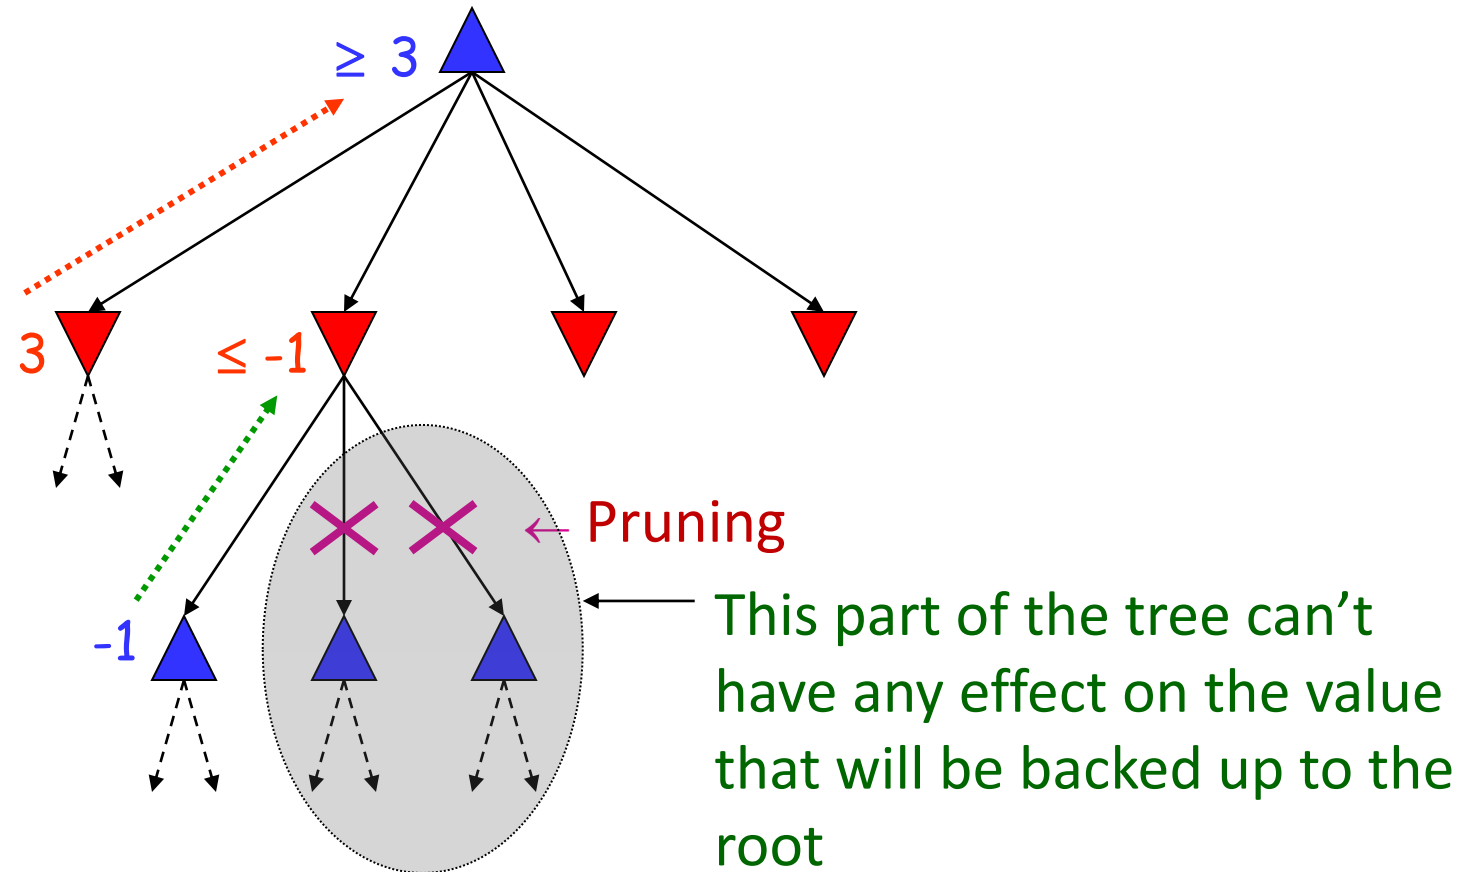 ≥ 3
3
≤ -1
← Pruning
-1
This part of the tree can’t
have any effect on the value
that will be backed up to the
root